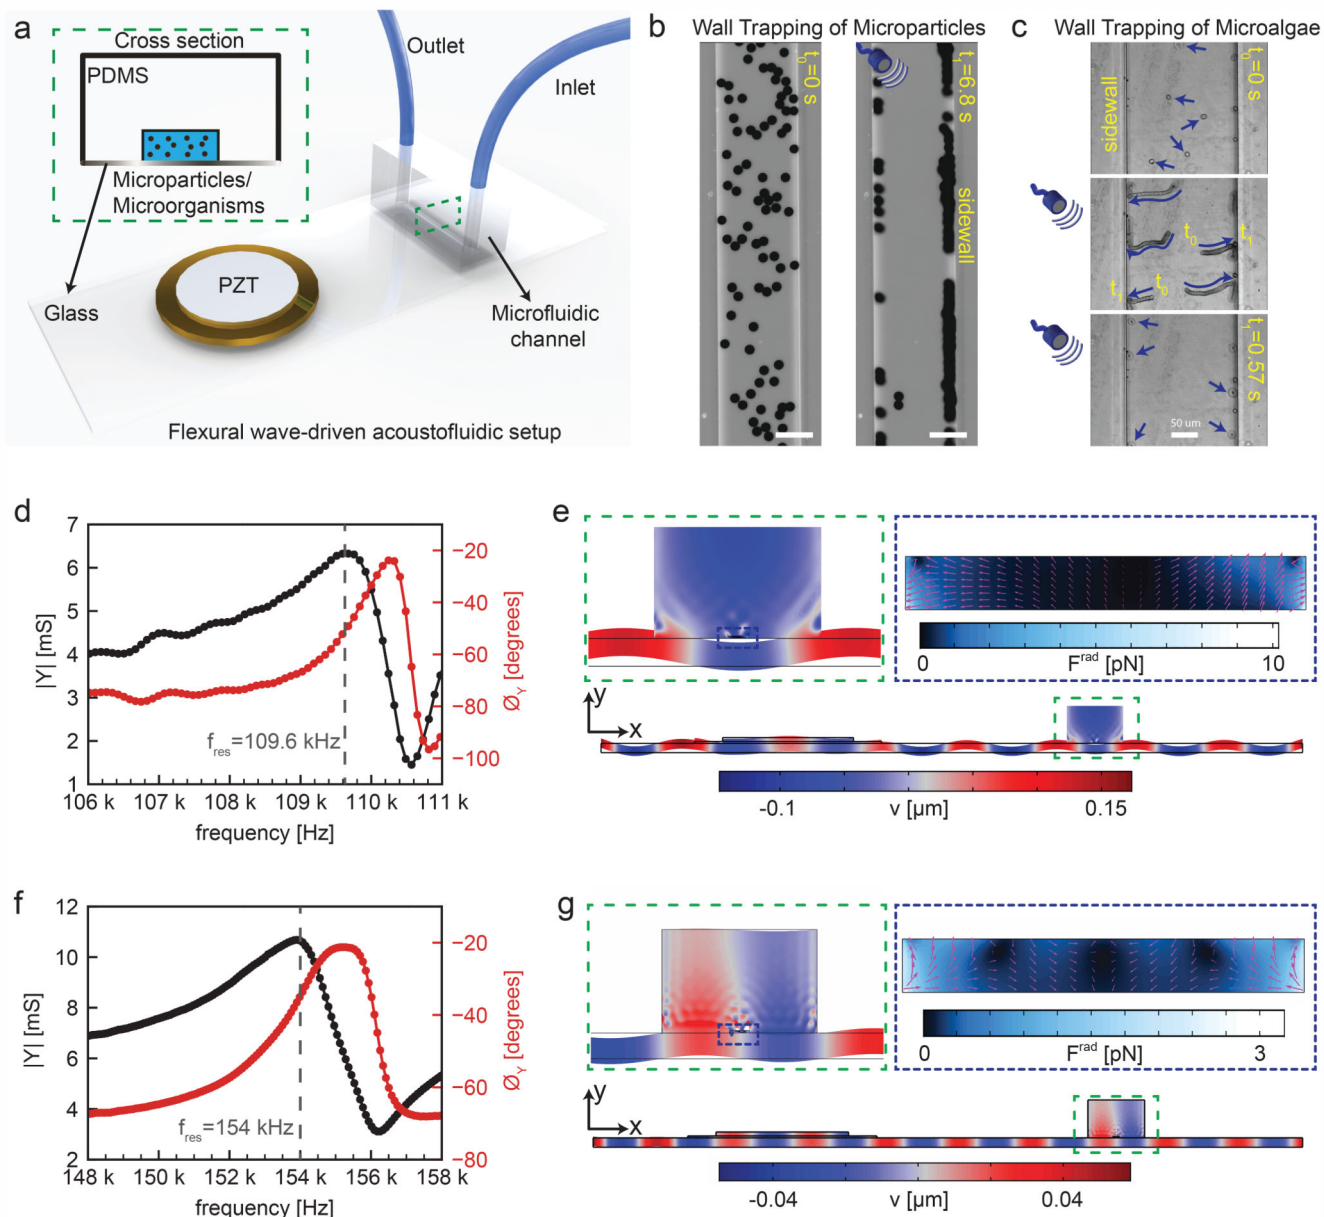 a
Cross section
PDMS
Microparticles/
Microorganisms
Outlet
Inlet
PZT
Glass
Microfluidic
channel
Flexural wave-driven acoustofluidic setup
b
Wall Trapping of Microparticles
t0=0 s
t1=6.8 s
sidewall
c
Wall Trapping of Microalgae
t0=0 s
sidewall
t0
t1
t1
t0
t1=0.57 s
50 um
d
7
6
5
4
3
2
1
|Y| [mS]
−20
−40
−60
−80
−100
ØY [degrees]
fres=109.6 kHz
106 k
107 k
108 k
109 k
110 k
111 k
frequency [Hz]
e
0
10
Frad [pN]
y
x
-0.1
v [µm]
0.15
f
12
10
8
6
4
2
|Y| [mS]
−20
−40
−60
−80
ØY [degrees]
fres=154 kHz
148 k
150 k
152 k
154 k
156 k
158 k
frequency [Hz]
g
0
Frad [pN]
3
y
x
-0.04
v [µm]
0.04